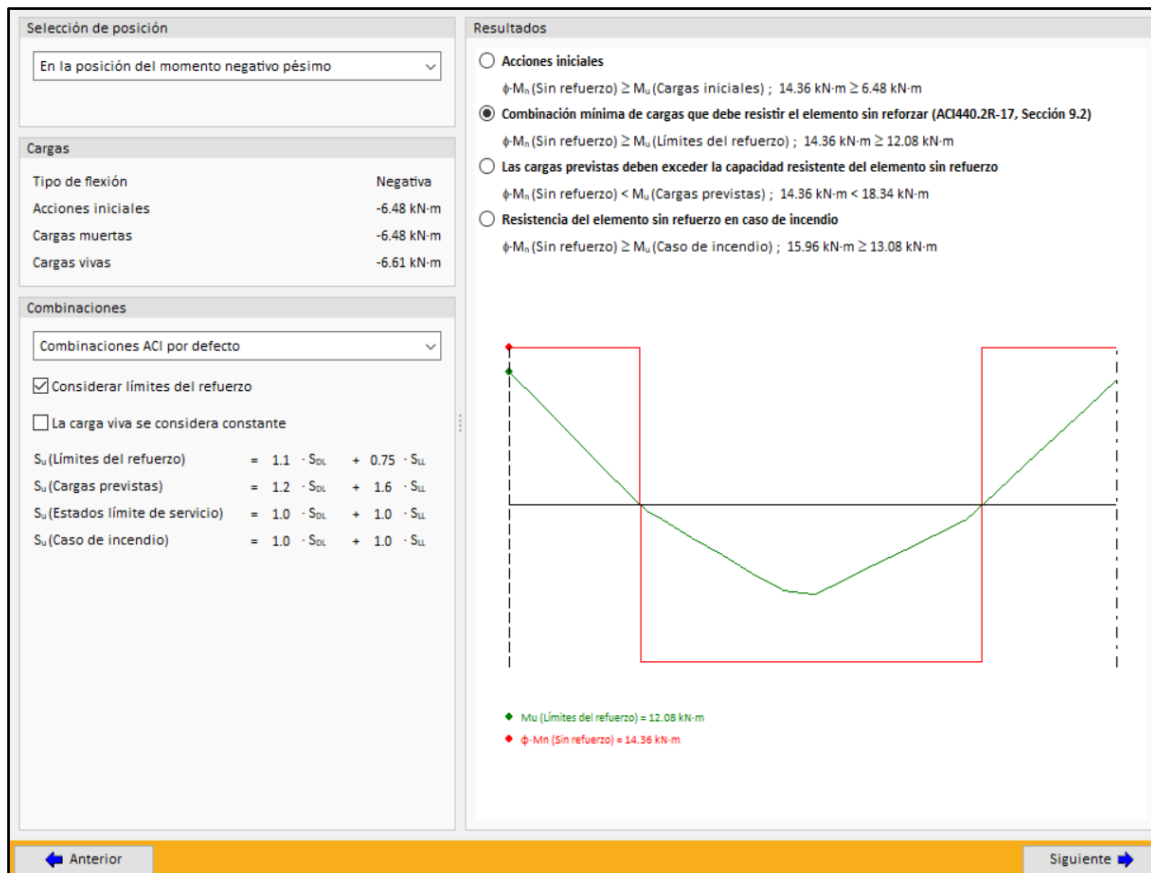 Selección de posición
En la posición del momento negativo pésimo
Cargas
Tipo de flexión Negativa
Acciones iniciales -6.48 kN·m
Cargas muertas -6.48 kN·m
Cargas vivas -6.61 kN·m
Combinaciones
Combinaciones ACI por defecto
Considerar límites del refuerzo
La carga viva se considera constante
Su (Límites del refuerzo) = 1.1 · SDL + 0.75 · SLL
Su (Cargas previstas) = 1.2 · SDL + 1.6 · SLL
Su (Estados límite de servicio) = 1.0 · SDL + 1.0 · SLL
Su (Caso de incendio) = 1.0 · SDL + 1.0 · SLL
Resultados
Acciones iniciales
ϕ·Mn (Sin refuerzo) ≥ Mu (Cargas iniciales) ; 14.36 kN·m ≥ 6.48 kN·m
Combinación mínima de cargas que debe resistir el elemento sin reforzar (ACI440.2R-17, Sección 9.2)
ϕ·Mn (Sin refuerzo) ≥ Mu (Límites del refuerzo) ; 14.36 kN·m ≥ 12.08 kN·m
Las cargas previstas deben exceder la capacidad resistente del elemento sin refuerzo
ϕ·Mn (Sin refuerzo) < Mu (Cargas previstas) ; 14.36 kN·m < 18.34 kN·m
Resistencia del elemento sin refuerzo en caso de incendio
ϕ·Mn (Sin refuerzo) ≥ Mu (Caso de incendio) ; 15.96 kN·m ≥ 13.08 kN·m
Mu (Límites del refuerzo) = 12.08 kN·m
ϕ·Mn (Sin refuerzo) = 14.36 kN·m
Anterior
Siguiente